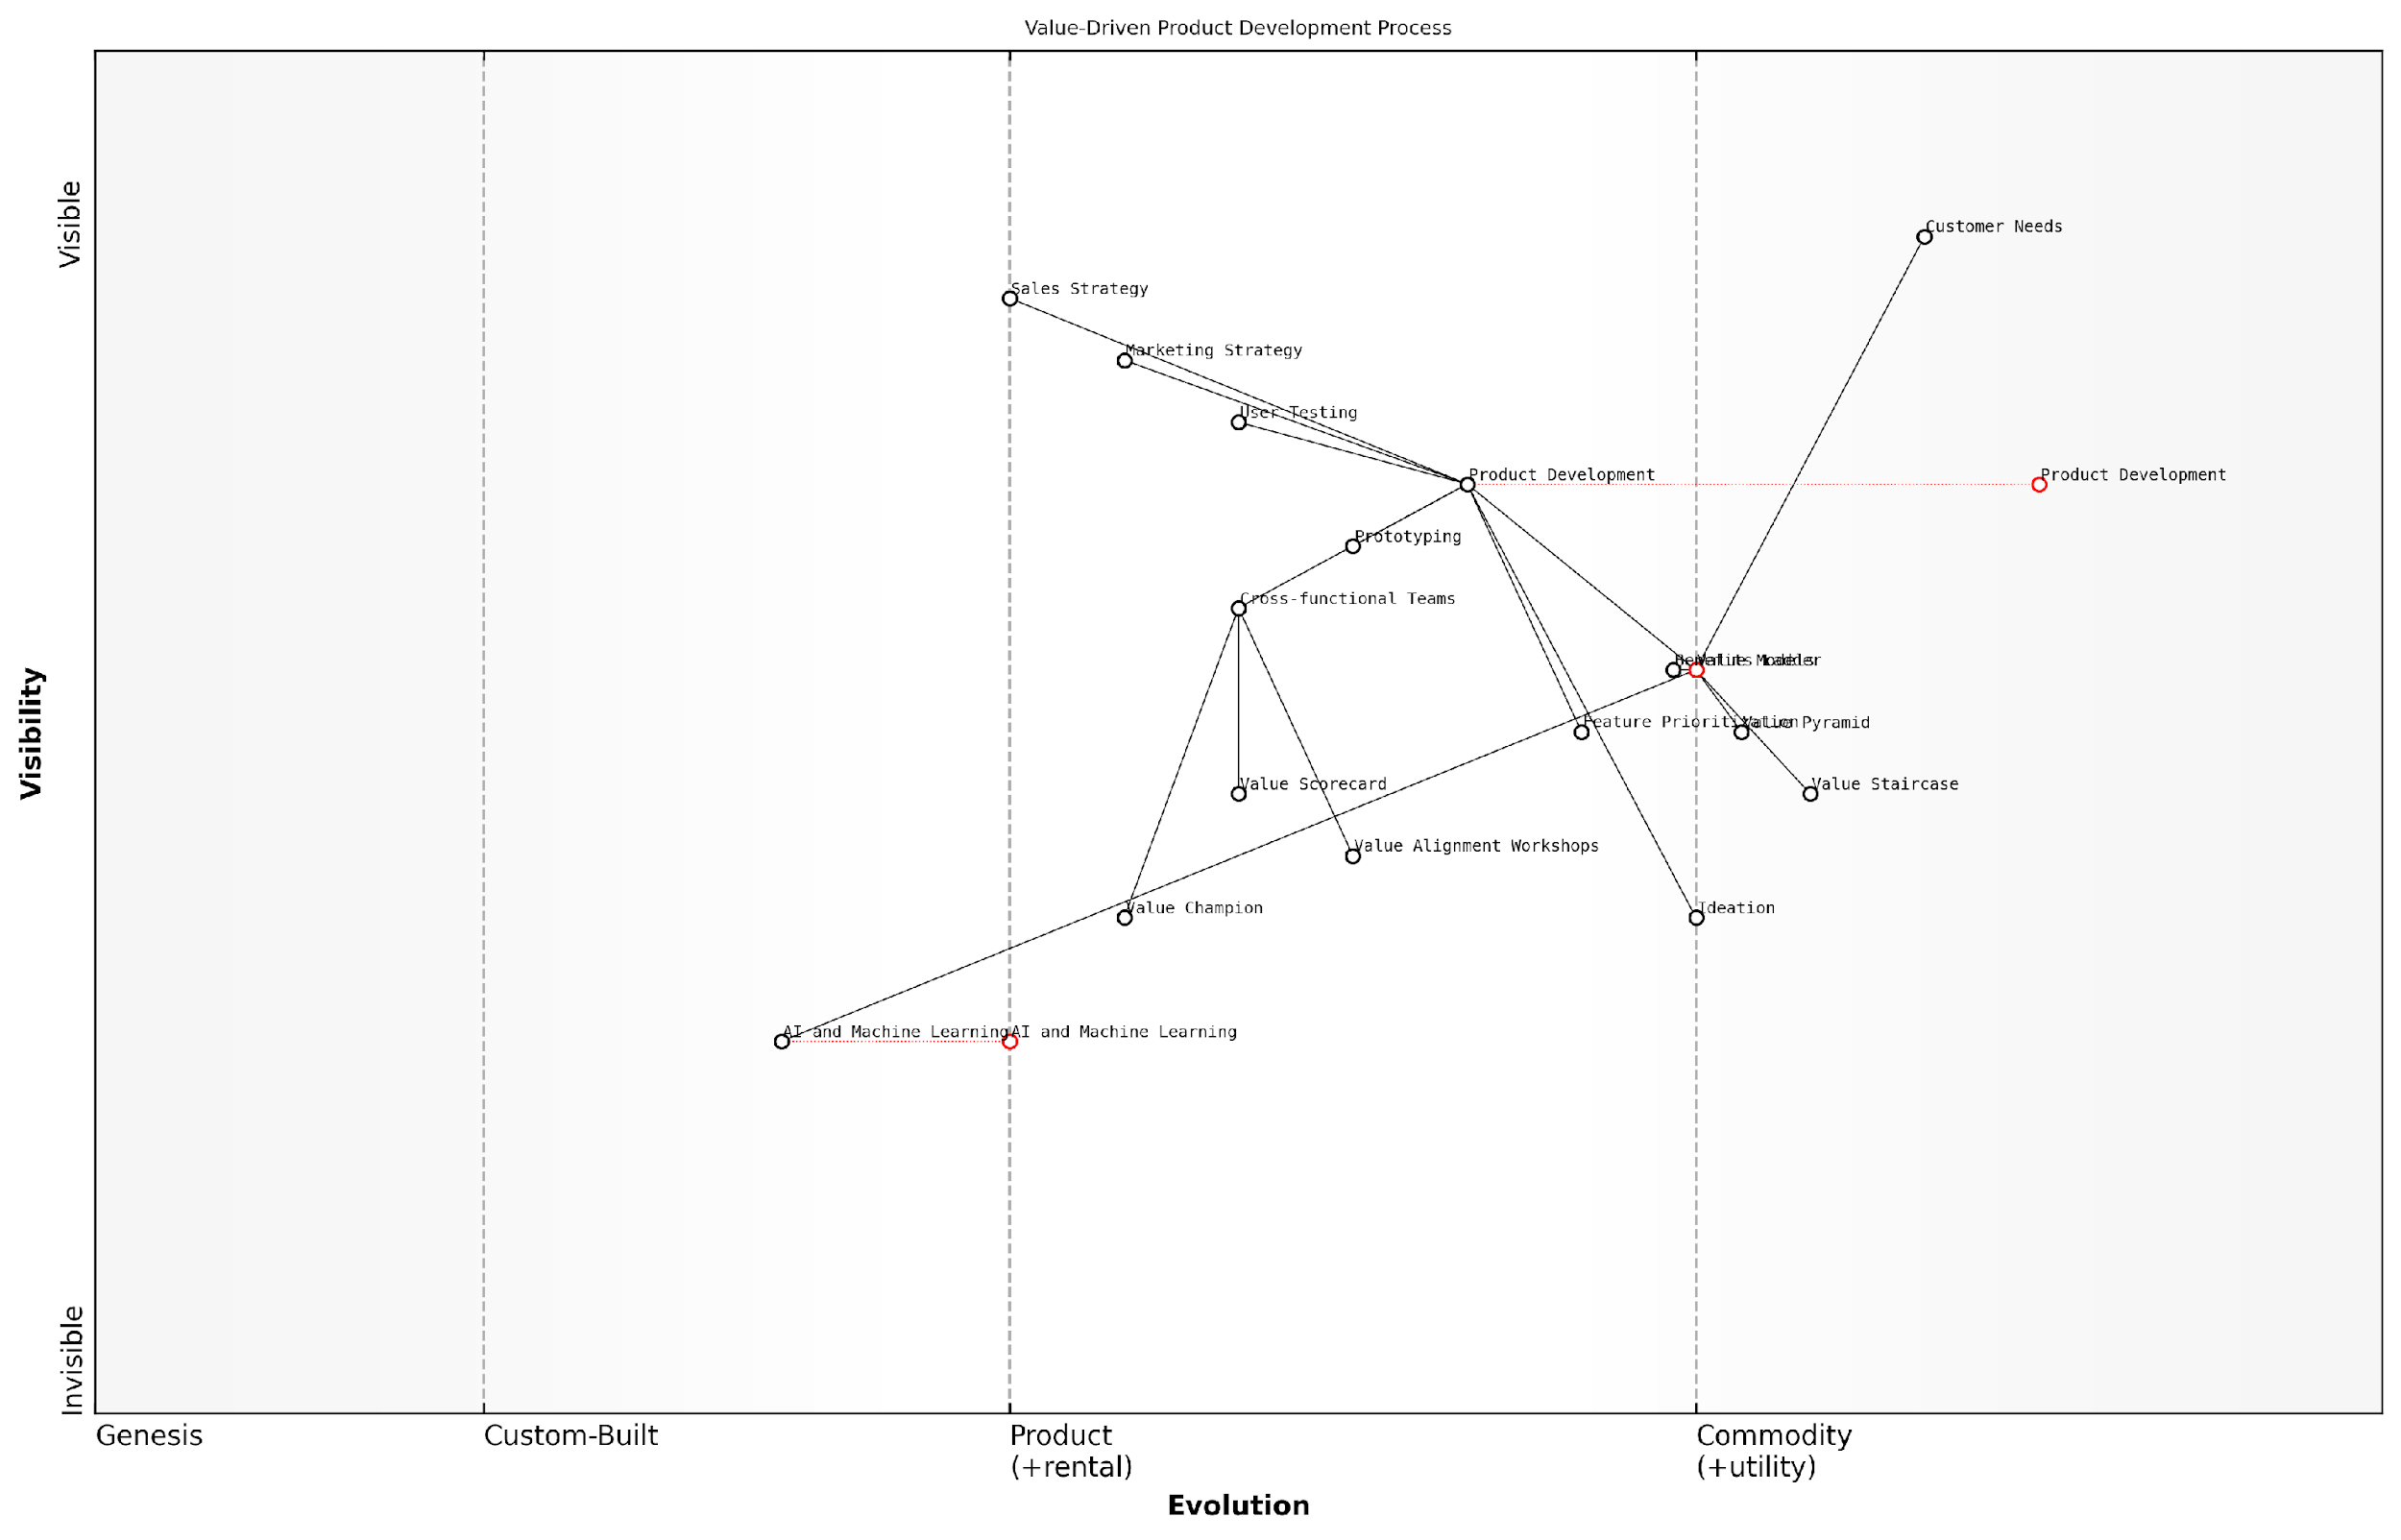 Value-Driven Product Development Process
Visible
Customer Needs
Sales Strategy
Marketing Strategy
User Testing
Product Development
Product Development
Prototyping
Cross-functional Teams
Feature Prioritization
Value Pyramid
Value Scorecard
Value Staircase
Value Alignment Workshops
Value Champion
Ideation
AI and Machine Learning
AI and Machine Learning
Visibility
Invisible
Genesis
Custom-Built
Product
(+rental)
Commodity
(+utility)
Evolution